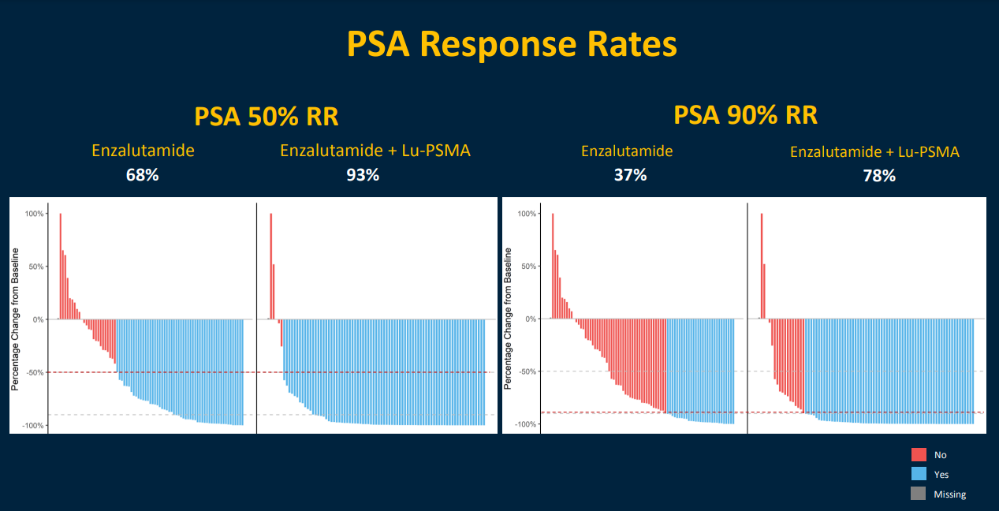 PSA Response Rates
PSA 50% RR
PSA 90% RR
Enzalutamide
Enzalutamide + Lu-PSMA
Enzalutamide
Enzalutamide + Lu-PSMA
68%
93%
37%
78%
Percentage Change from Baseline
100%
50%
0%
-50%
-100%
Percentage Change from Baseline
100%
50%
0%
-50%
-100%
No
Yes
Missing